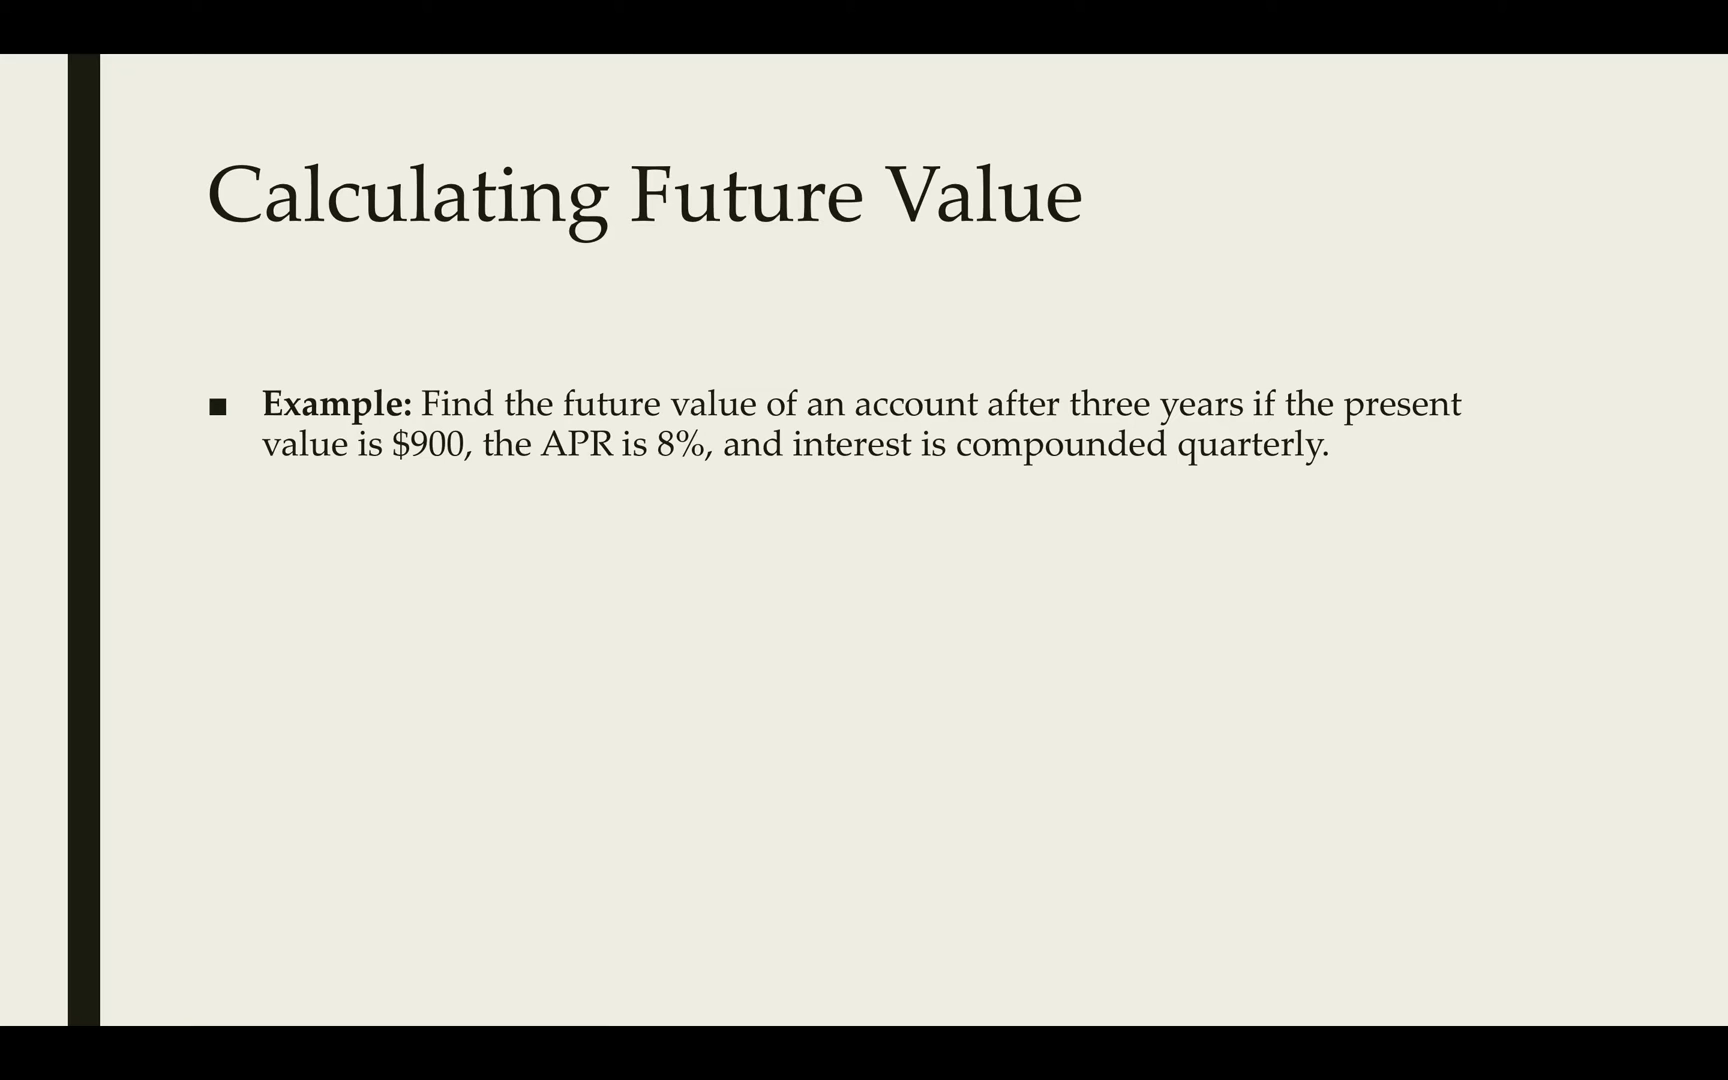 Calculating Future Value
■ Example: Find the future value of an account after three years if the present
value is $900, the APR is 8%, and interest is compounded quarterly.